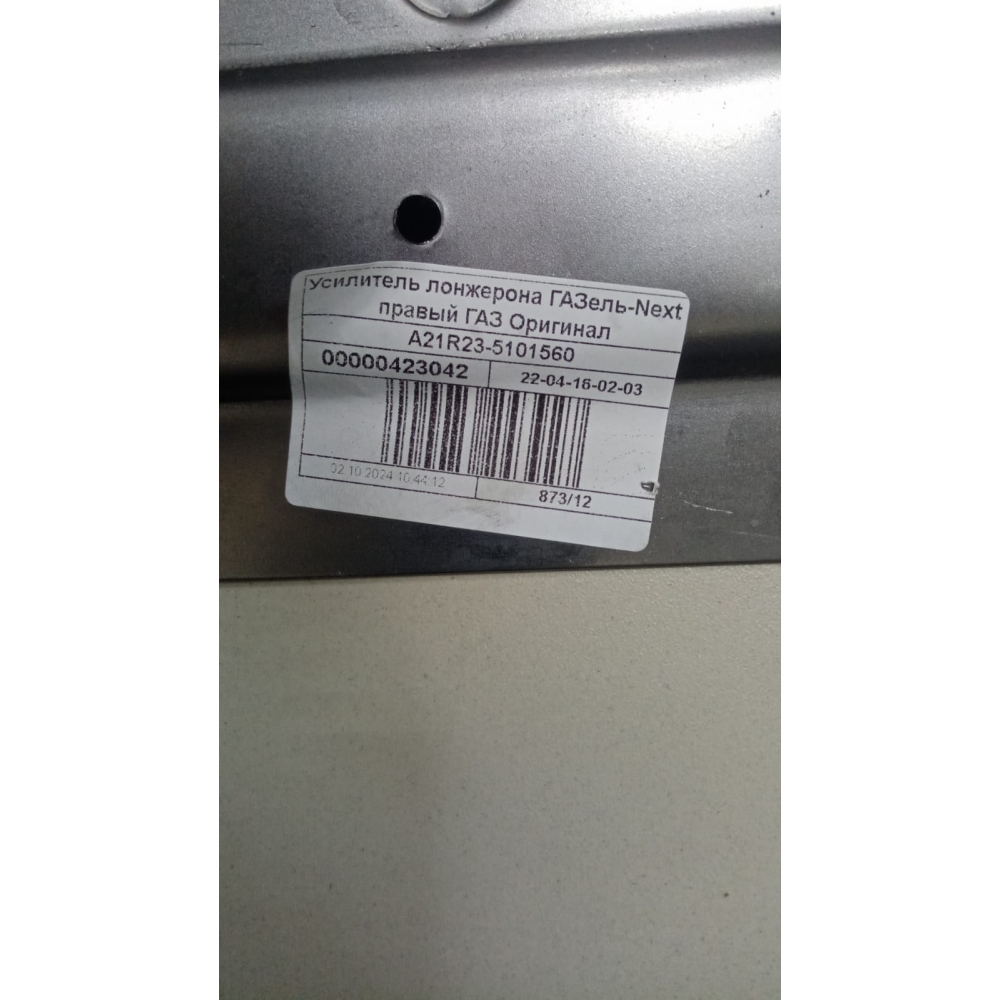 Усилитель лонжерона ГАЗель-Next
правый ГАЗ Оригинал
A21R23-5101560
00000423042
22-04-16-02-03
02.10.2024 10:44:12
873/12